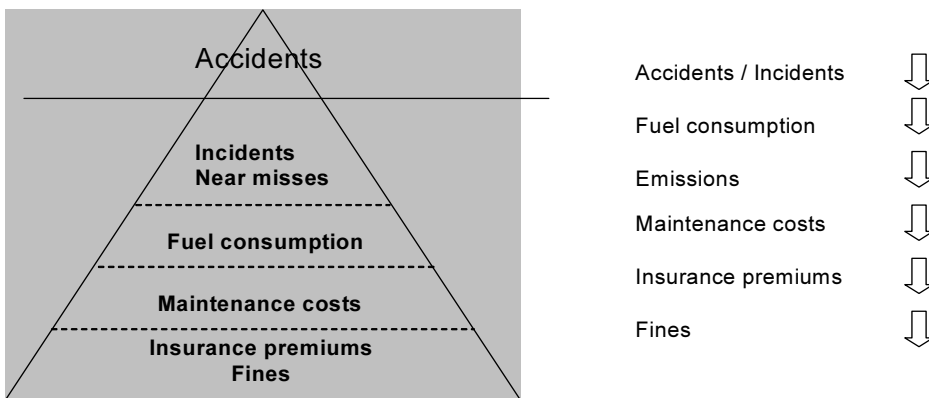 Accidents
Incidents
Near misses
Fuel consumption
Maintenance costs
Insurance premiums
Fines
Accidents / Incidents
Fuel consumption
Emissions
Maintenance costs
Insurance premiums
Fines